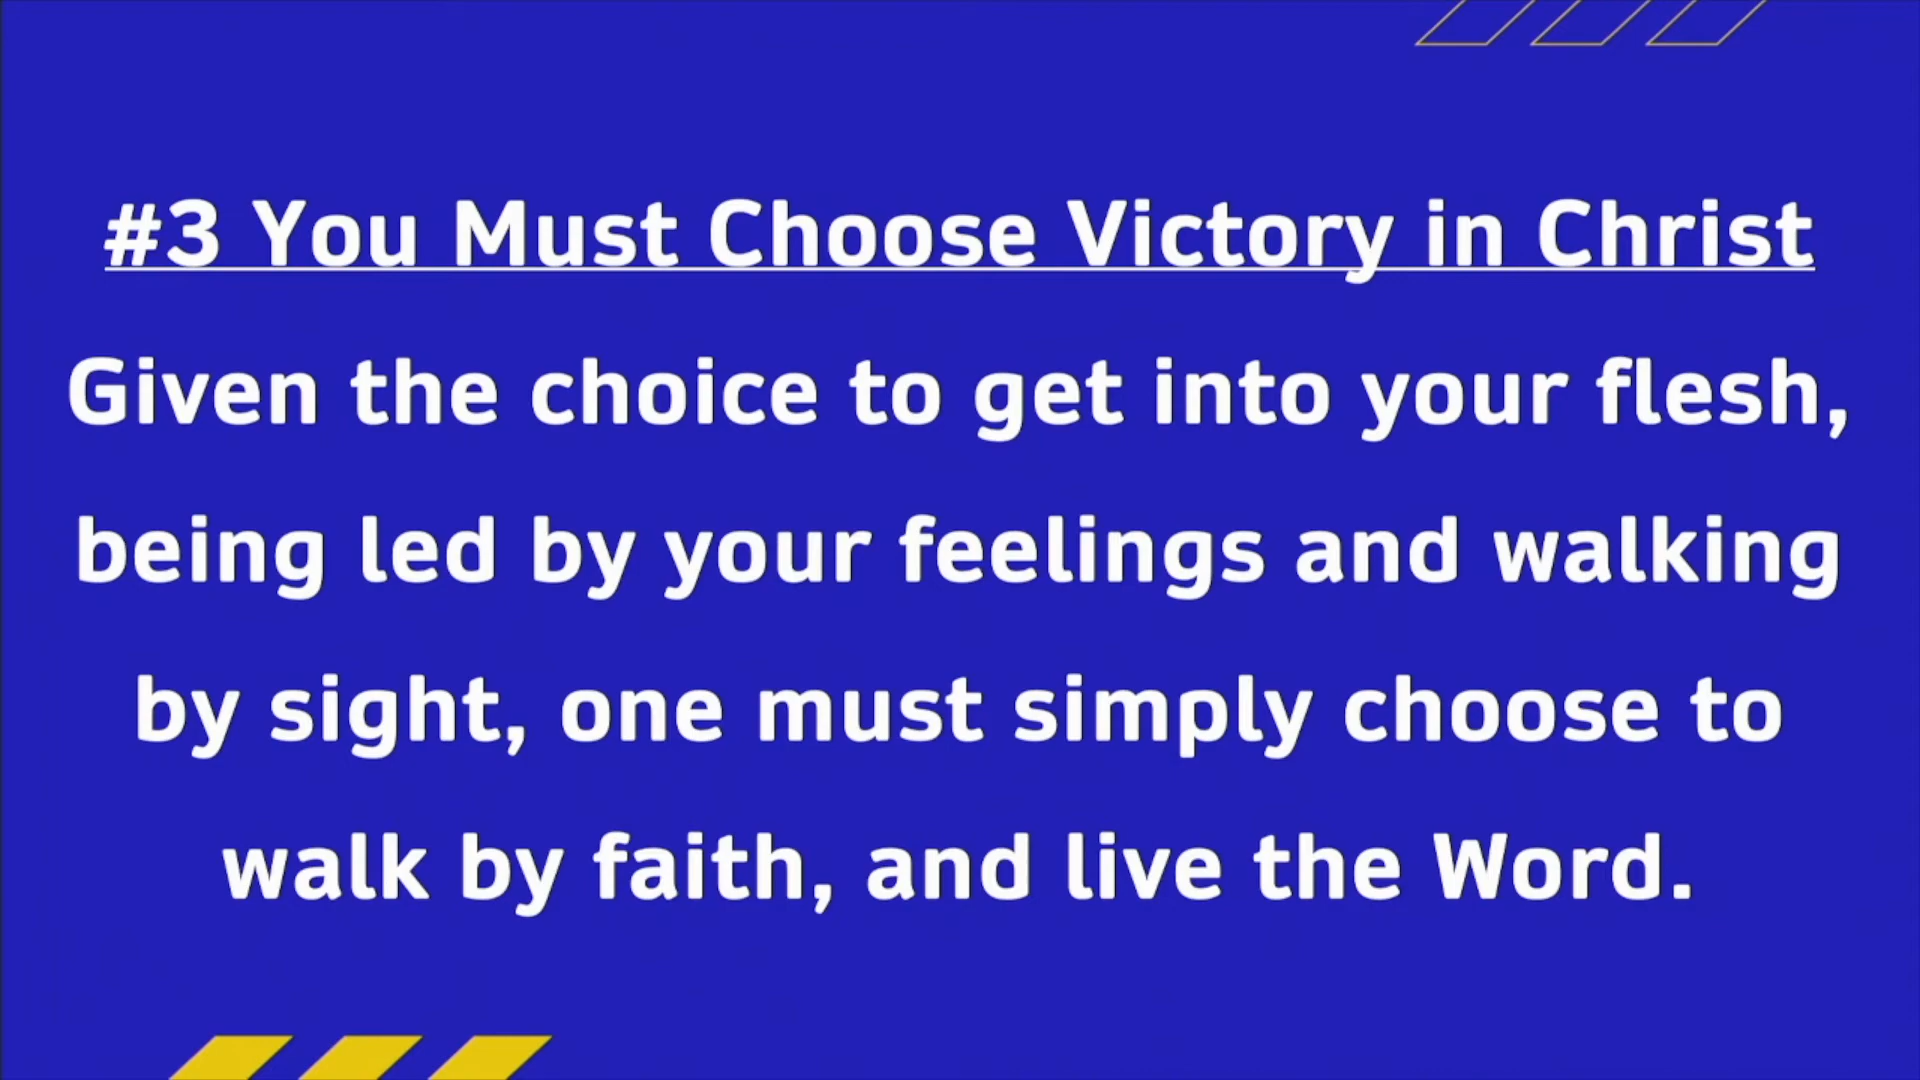 #3 You Must Choose Victory in Christ
Given the choice to get into your flesh,
being led by your feelings and walking
by sight, one must simply choose to
walk by faith, and live the Word.